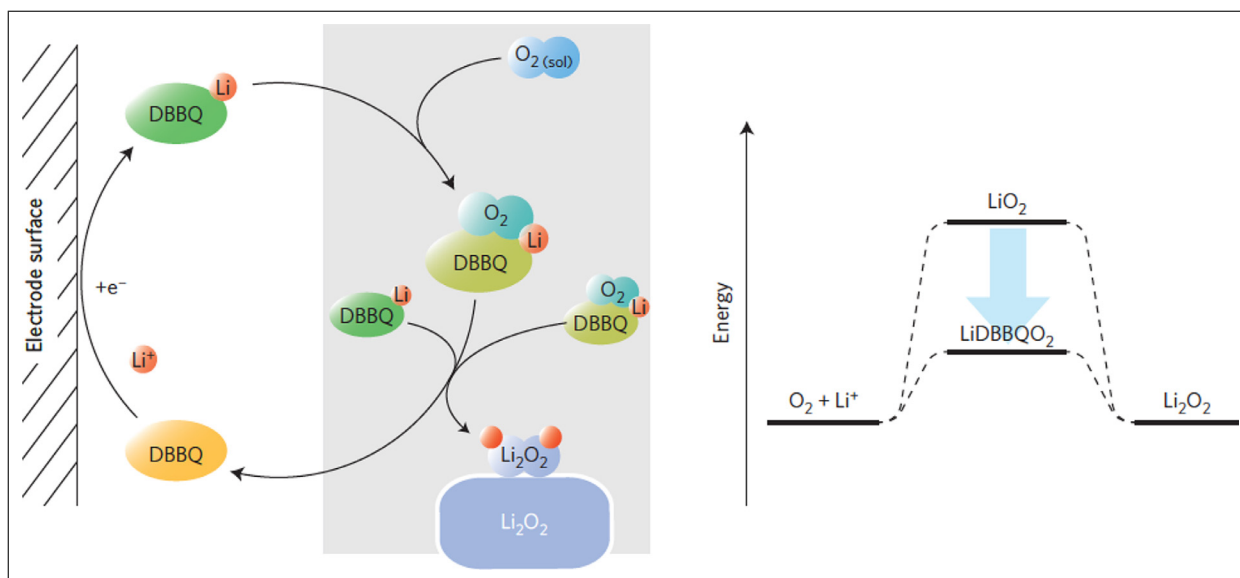 Electrode surface
DBBQ
Li
O₂ (sol)
O₂
Li
DBBQ
+e⁻
Li⁺
DBBQ
Li
O₂
Li
DBBQ
DBBQ
Li₂O₂
Li₂O₂
Energy
LiO₂
LiDBBQO₂
O₂ + Li⁺
Li₂O₂